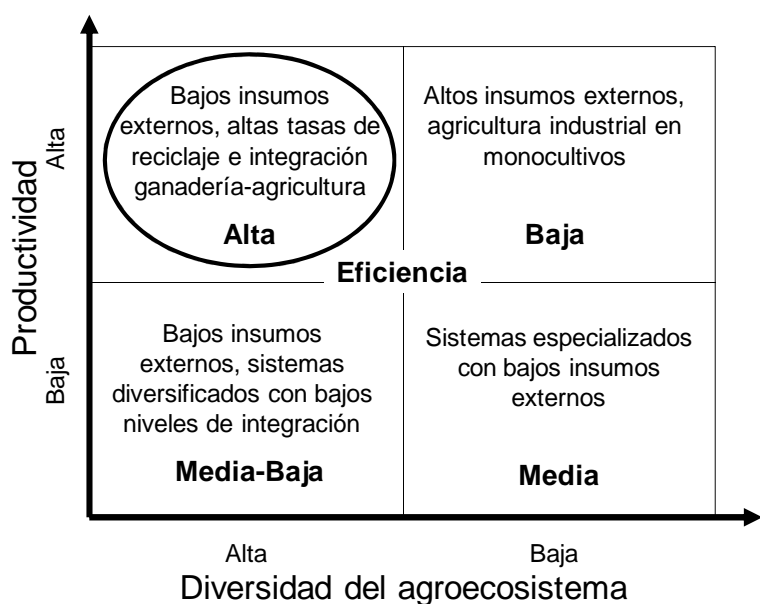 Bajos insumos
externos, altas tasas de
reciclaje e integración
ganadería-agricultura
Alta
Altos insumos externos,
agricultura industrial en
monocultivos
Baja
Eficiencia
Bajos insumos
externos, sistemas
diversificados con bajos
niveles de integración
Media-Baja
Sistemas especializados
con bajos insumos
externos
Media
Productividad
Alta
Baja
Alta
Baja
Diversidad del agroecosistema